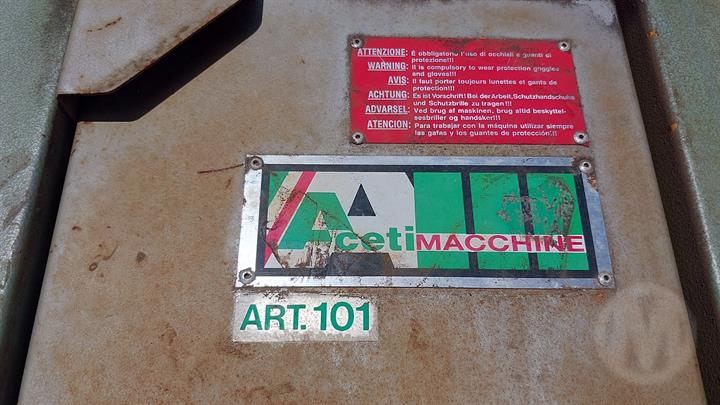 ATTENZIONE: È obbligatorio l'uso di occhiali e guanti di
protezione!!!
WARNING: Il is compulsory to wear protection goggles
and gloves!!!
AVIS: Il faut porter toujours lunettes et gants de
protection!!!
ACHTUNG: Es ist Vorschrift! Bei der Arbeit, Schutzhandschuhe
und Schutzbrille zu tragen!!!
ADVARSEL: Ved brug af maskinen, brug altid beskyttel-
sesbriller og handsker!!!
ATENCION: Para trabajar con la máquina utilizar siempre
las gafas y los guantes de protección!!!
Aceti MACCHINE
ART. 101
M